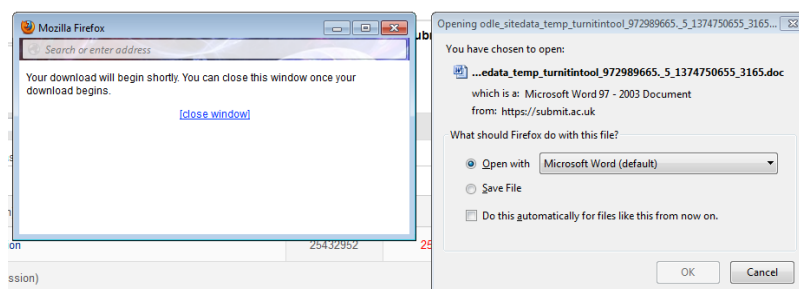 Mozilla Firefox
Search or enter address
Your download will begin shortly. You can close this window once your
download begins.
[close window]
on
25432952
25
ssion)
Opening odle_sitedata_temp_turnitintool_972989665._5_1374750655_3165...
You have chosen to open:
...edata_temp_turnitintool_972989665._5_1374750655_3165.doc
which is a: Microsoft Word 97 - 2003 Document
from: https://submit.ac.uk
What should Firefox do with this file?
Open with Microsoft Word (default)
Save File
Do this automatically for files like this from now on.
OK Cancel